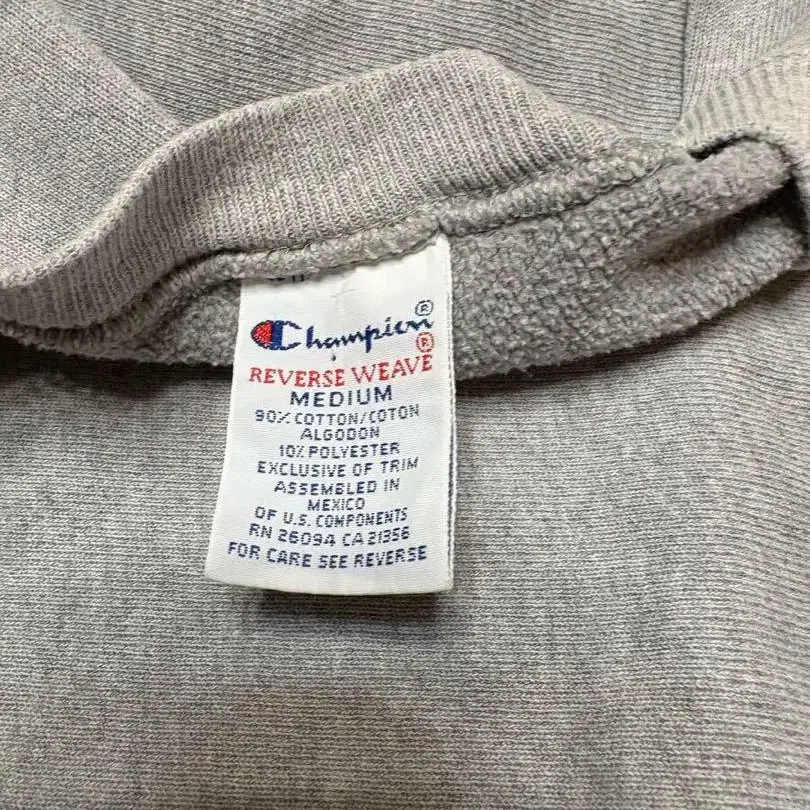 Champion®
REVERSE WEAVE®
MEDIUM
90% COTTON/COTON
ALGODON
10% POLYESTER
EXCLUSIVE OF TRIM
ASSEMBLED IN
MEXICO
OF U.S. COMPONENTS
RN 26094 CA 21356
FOR CARE SEE REVERSE